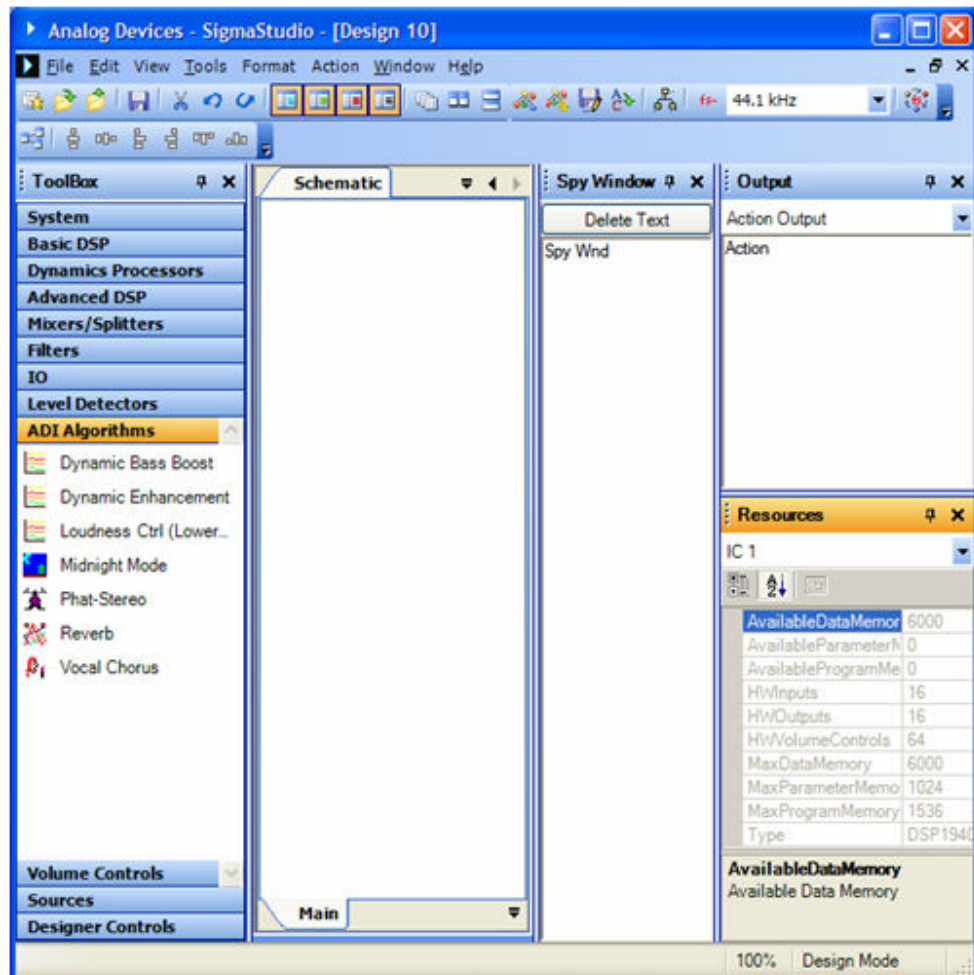 Analog Devices - SigmaStudio - [Design 10]
File Edit View Tools Format Action Window Help
44.1 kHz
ToolBox
System
Basic DSP
Dynamics Processors
Advanced DSP
Mixers/Splitters
Filters
IO
Level Detectors
ADI Algorithms
Dynamic Bass Boost
Dynamic Enhancement
Loudness Ctrl (Lower...
Midnight Mode
Phat-Stereo
Reverb
Vocal Chorus
Volume Controls
Sources
Designer Controls
Schematic
Main
Spy Window
Delete Text
Spy Wnd
Output
Action Output
Action
Resources
IC 1
AvailableDataMemor 6000
AvailableParameterM 0
AvailableProgramMe 0
HWInputs 16
HWOutputs 16
HWVolumeControls 64
MaxDataMemory 6000
MaxParameterMemo 1024
MaxProgramMemory 1536
Type DSP1940
AvailableDataMemory
Available Data Memory
100% Design Mode